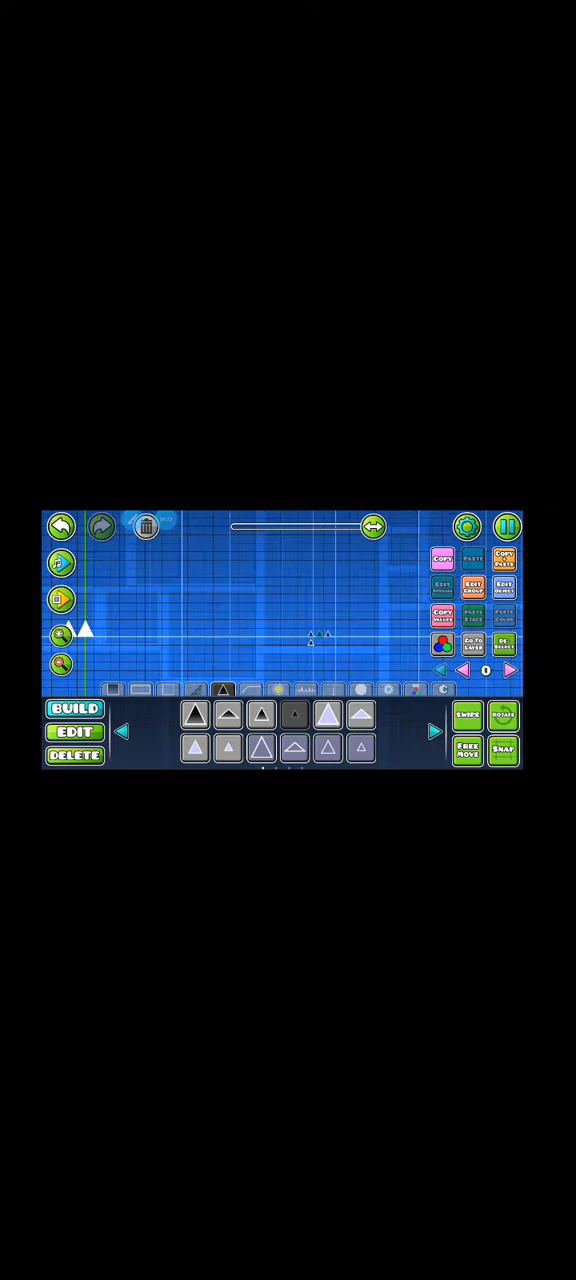 COPY
PASTE
COPY
+
PASTE
EDIT
SPECIAL
EDIT
GROUP
EDIT
OBJECT
COPY
VALUES
PASTE
STATE
PASTE
COLOR
GO TO
LAYER
DE-
SELECT
0
BUILD
EDIT
DELETE
SWIPE
ROTATE
FREE
MOVE
SNAP
C